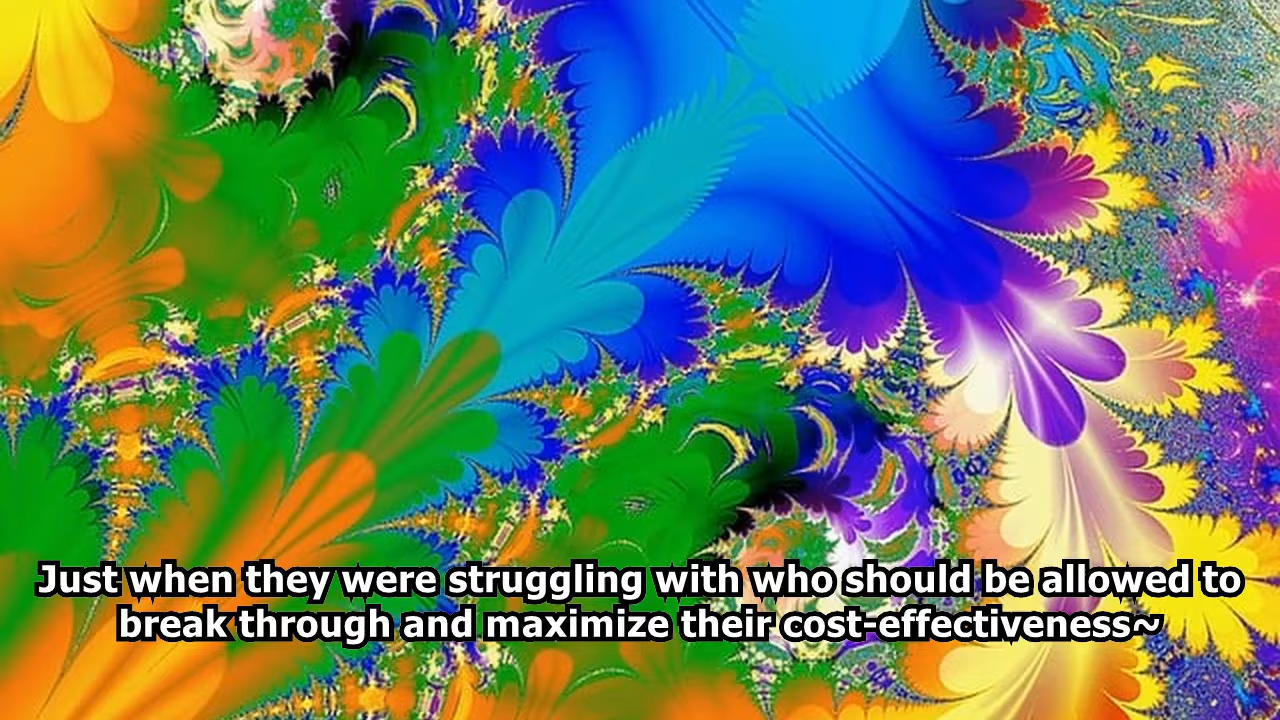 Just when they were struggling with who should be allowed to
break through and maximize their cost-effectiveness~